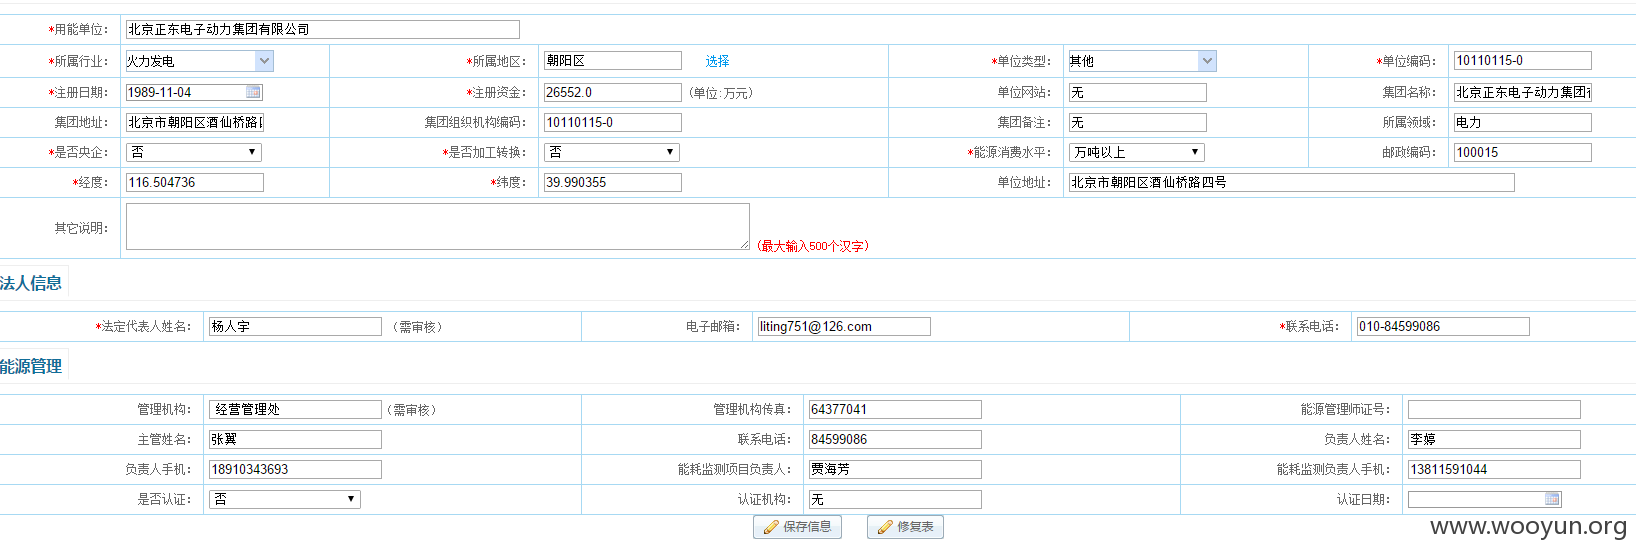 *用能单位： 北京正东电子动力集团有限公司
*所属行业： 火力发电 *所属地区： 朝阳区 选择 *单位类型： 其他 *单位编码： 10110115-0
*注册日期： 1989-11-04 *注册资金： 26552.0 (单位:万元) 单位网站： 无 集团名称： 北京正东电子动力集团
集团地址： 北京市朝阳区酒仙桥路 集团组织机构编码： 10110115-0 集团备注： 无 所属领域： 电力
*是否央企： 否 *是否加工转换： 否 *能源消费水平： 万吨以上 邮政编码： 100015
*经度： 116.504736 *纬度： 39.990355 单位地址： 北京市朝阳区酒仙桥路四号
其它说明： (最大输入500个汉字)
法人信息
*法定代表人姓名： 杨人宇 （需审核） 电子邮箱： liting751@126.com *联系电话： 010-84599086
能源管理
管理机构： 经营管理处 （需审核） 管理机构传真： 64377041 能源管理师证号：
主管姓名： 张翼 联系电话： 84599086 负责人姓名： 李婷
负责人手机： 18910343693 能耗监测项目负责人： 贾海芳 能耗监测负责人手机： 13811591044
是否认证： 否 认证机构： 无 认证日期：
保存信息 修复表
www.wooyun.org